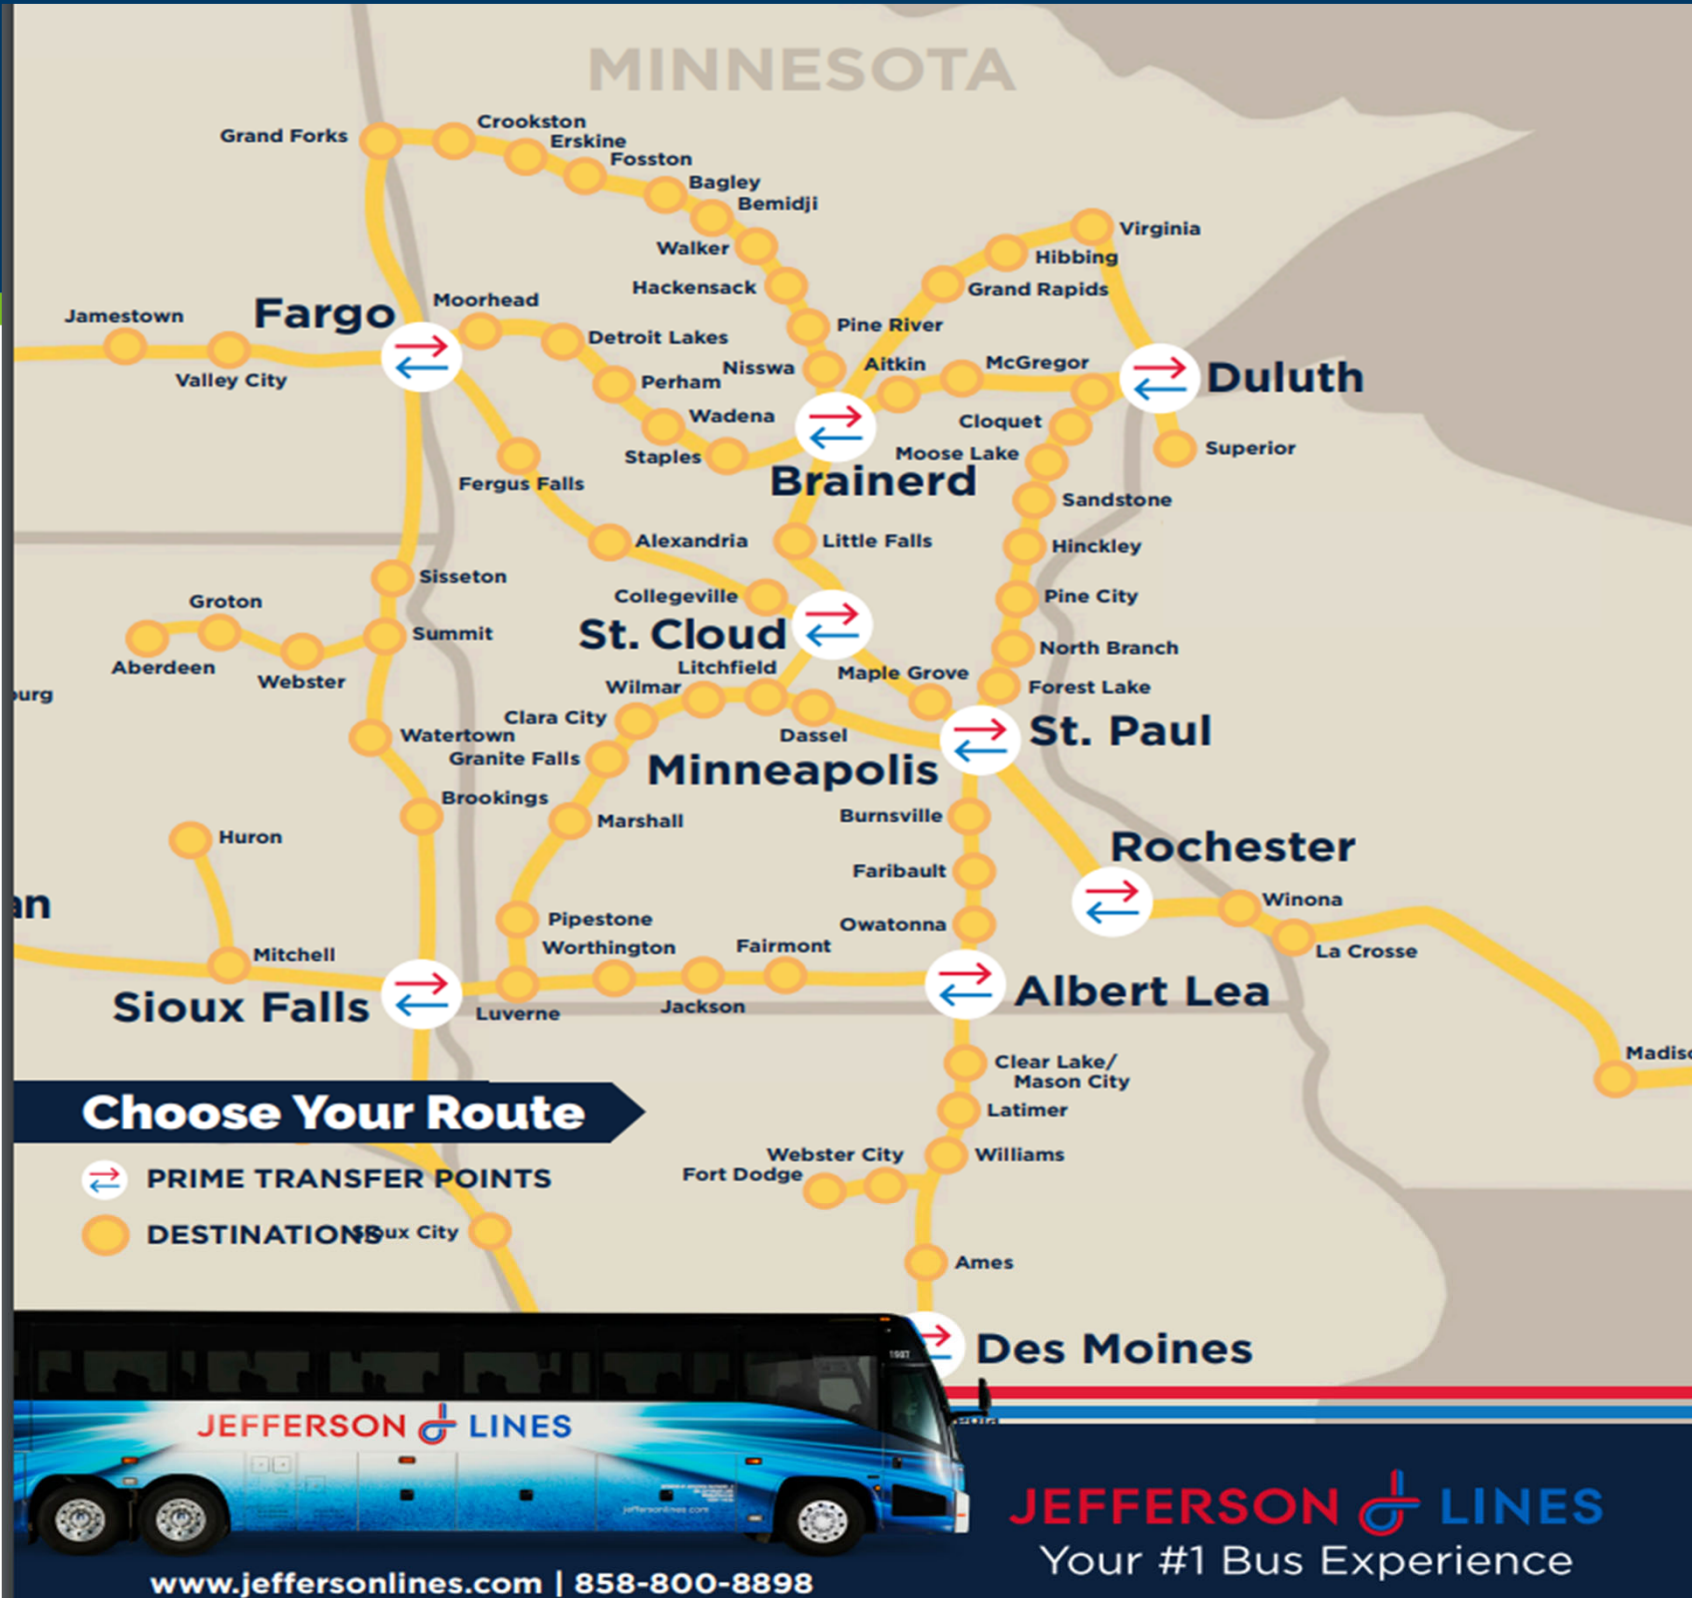 MINNESOTA
Grand Forks
Crookston
Erskine
Fosston
Bagley
Bemidji
Walker
Hackensack
Pine River
Nisswa
Virginia
Hibbing
Grand Rapids
Jamestown
Valley City
Fargo
Moorhead
Detroit Lakes
Perham
Wadena
Staples
Aitkin
McGregor
Duluth
Cloquet
Moose Lake
Superior
Brainerd
Fergus Falls
Sandstone
Alexandria
Little Falls
Hinckley
Sisseton
Collegeville
Pine City
Groton
Aberdeen
Webster
Summit
St. Cloud
North Branch
Litchfield
Maple Grove
Wilmar
Forest Lake
burg
Clara City
Dassel
St. Paul
Watertown
Granite Falls
Minneapolis
Brookings
Marshall
Burnsville
Huron
Rochester
Faribault
Winona
an
Pipestone
Owatonna
La Crosse
Mitchell
Worthington
Fairmont
Sioux Falls
Luverne
Jackson
Albert Lea
Clear Lake/
Mason City
Madiso
Latimer
Choose Your Route
Webster City
Williams
Fort Dodge
PRIME TRANSFER POINTS
DESTINATIONS
Sioux City
Ames
Des Moines
1907
JEFFERSON LINES
jeffersonlines.com
JEFFERSON LINES
Your #1 Bus Experience
www.jeffersonlines.com | 858-800-8898